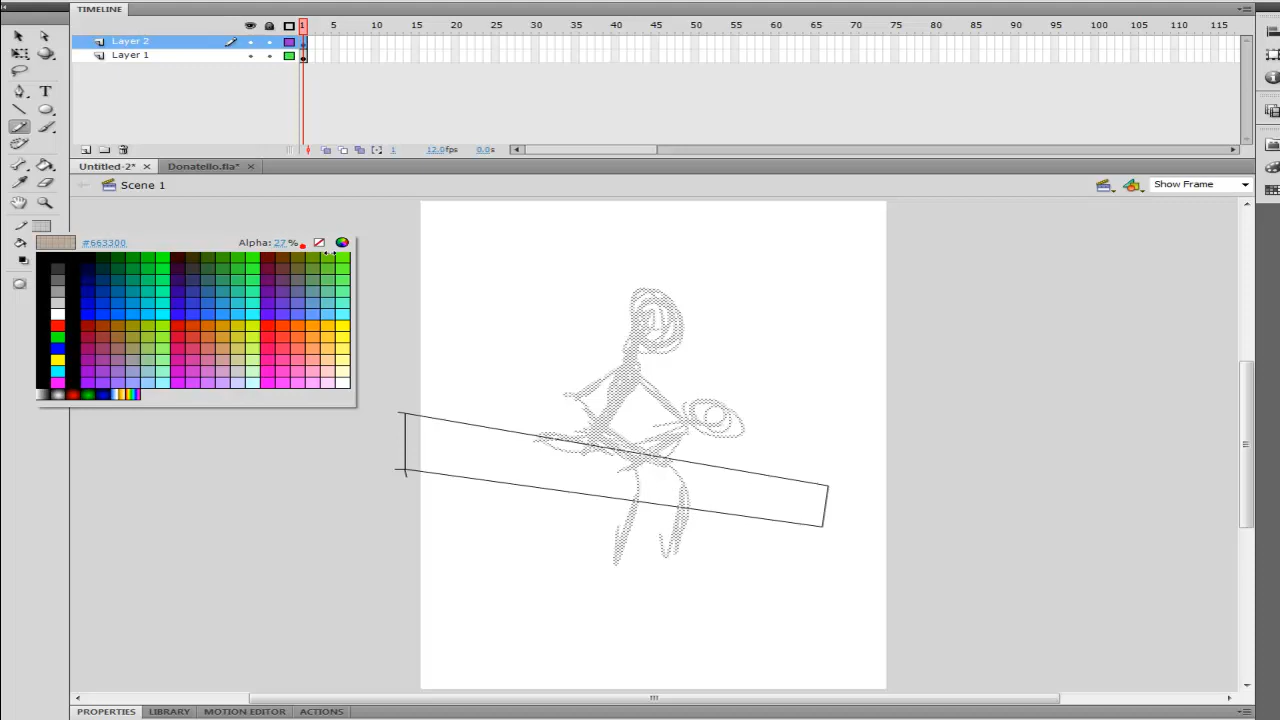 TIMELINE
1 5 10 15 20 25 30 35 40 45 50 55 60 65 70 75 80 85 90 95 100 105 110 115
Layer 2
Layer 1
1 12.0fps 0.0s
Untitled-2* Donatello.fla*
Scene 1 Show Frame
T
#663300 Alpha: 27 %
PROPERTIES LIBRARY MOTION EDITOR ACTIONS